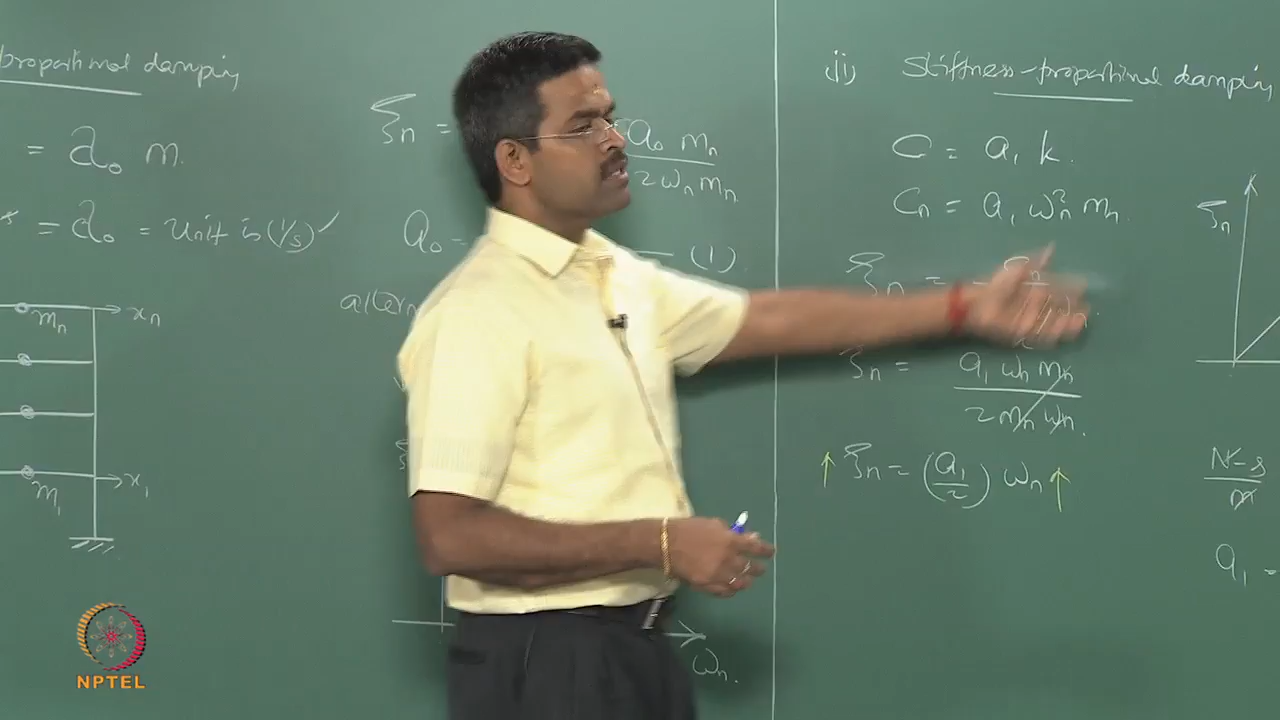 proportional damping
= a₀ m.
* = a₀ = Unit is (1/s) ✓
mₙ
xₙ
m₁
x₁
ξₙ =
a₀ mₙ
2 ωₙ mₙ
a₀ =
(1)
altern
ωₙ.
(ii) Stiffness-proportional damping
C = a₁ k.
Cₙ = a₁ ωₙ² mₙ.
ξₙ = Cₙ
ξₙ = a₁ ωₙ mₙ
2 mₙ ωₙ.
↑ ξₙ = (a₁/2) ωₙ ↑
ξₙ
N-s
m
a₁ =
NPTEL